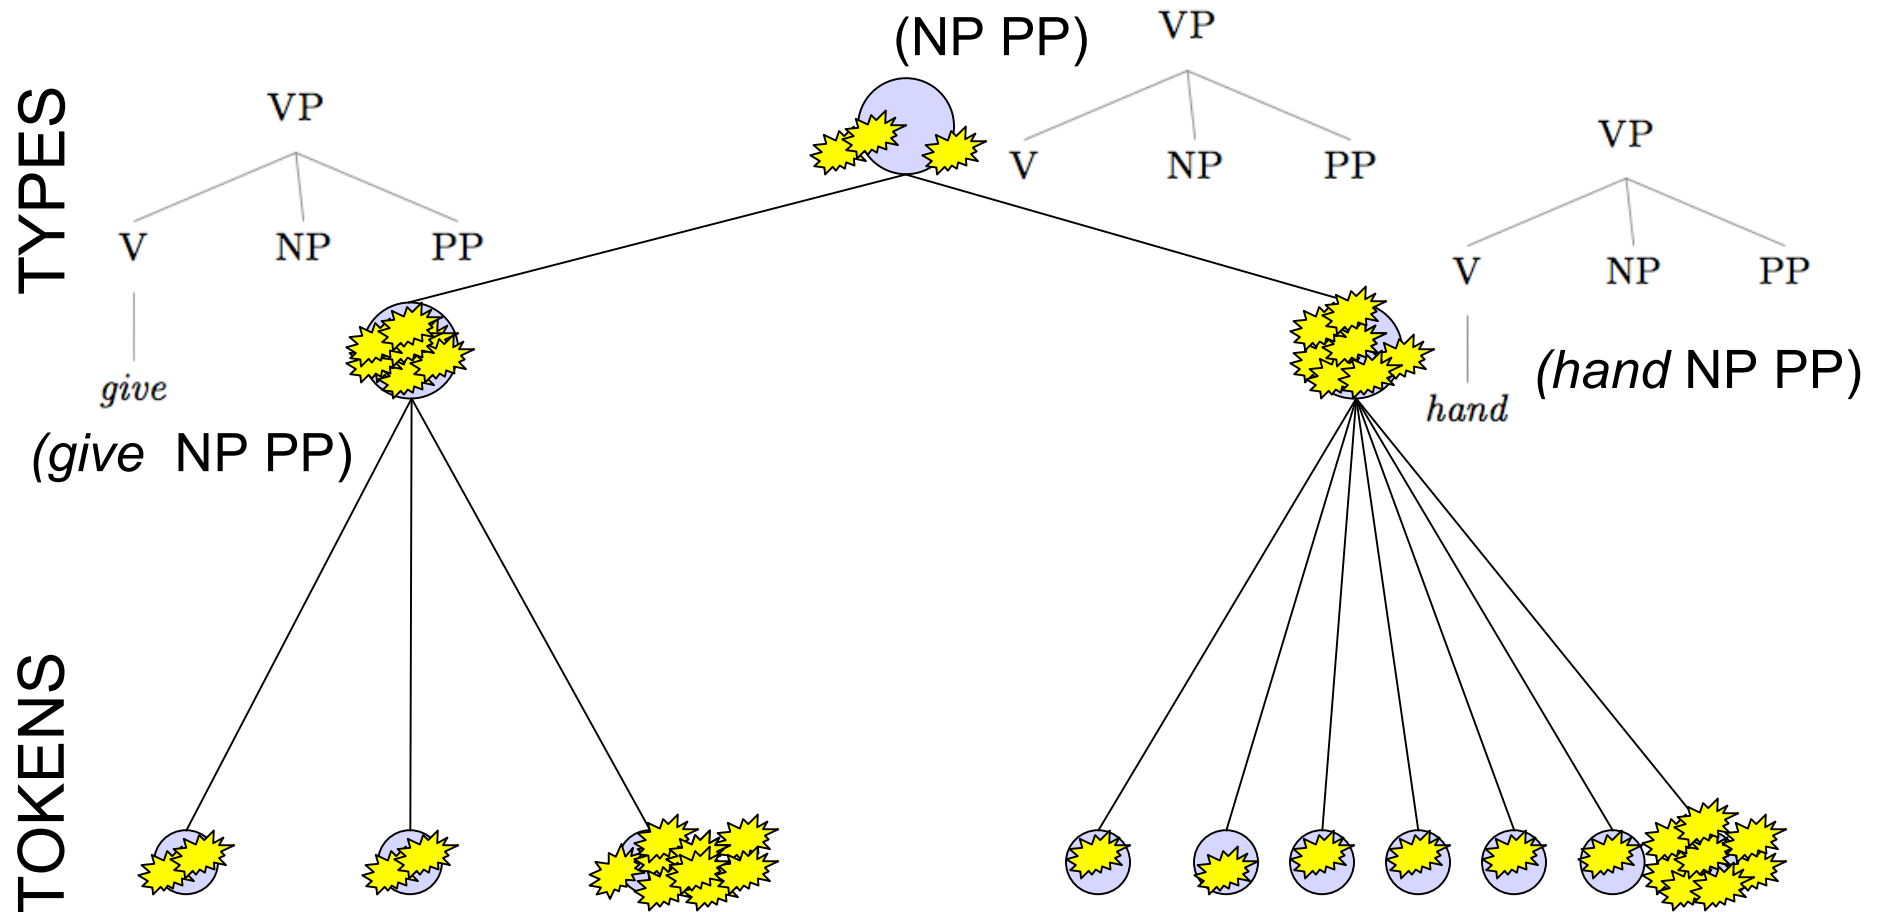 (NP PP)
VP
V NP PP
TYPES
VP
V NP PP
give
(give NP PP)
VP
V NP PP
hand
(hand NP PP)
TOKENS